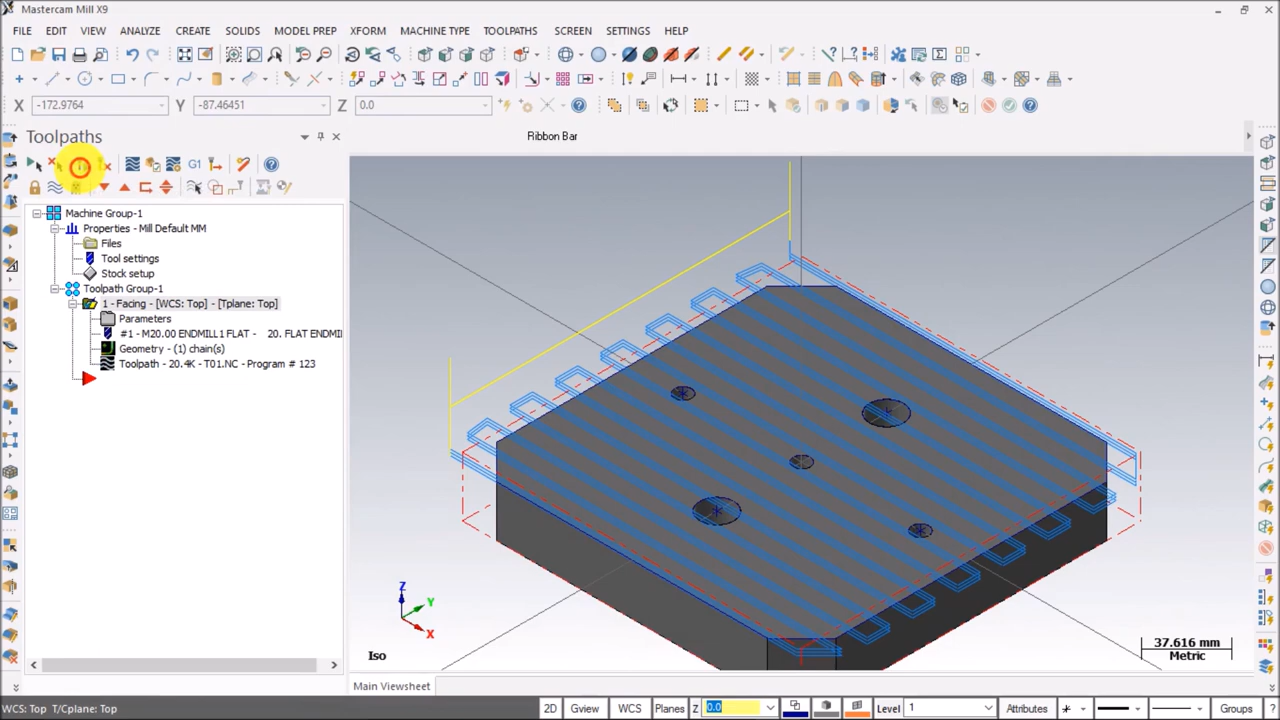 Mastercam Mill X9
FILE EDIT VIEW ANALYZE CREATE SOLIDS MODEL PREP XFORM MACHINE TYPE TOOLPATHS SCREEN SETTINGS HELP
X -172.9764 Y -87.46451 Z 0.0
Toolpaths
Ribbon Bar
G1
Machine Group-1
Properties - Mill Default MM
Files
Tool settings
Stock setup
Toolpath Group-1
1 - Facing - [WCS: Top] - [Tplane: Top]
Parameters
#1 - M20.00 ENDMILL1 FLAT - 20. FLAT ENDMI
Geometry - (1) chain(s)
Toolpath - 20.4K - T01.NC - Program # 123
Z
Y
X
Iso
37.616 mm
Metric
Main Viewsheet
WCS: Top T/Cplane: Top
2D Gview WCS Planes Z 0.0 Level 1 Attributes Groups ?